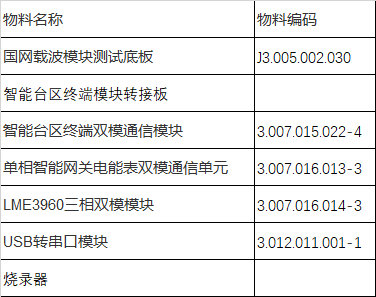 物料名称 物料编码
国网载波模块测试底板 J3.005.002.030
智能台区终端模块转接板
智能台区终端双模通信模块 3.007.015.022-4
单相智能网关电能表双模通信单元 3.007.016.013-3
LME3960三相双模模块 3.007.016.014-3
USB转串口模块 3.012.011.001-1
烧录器